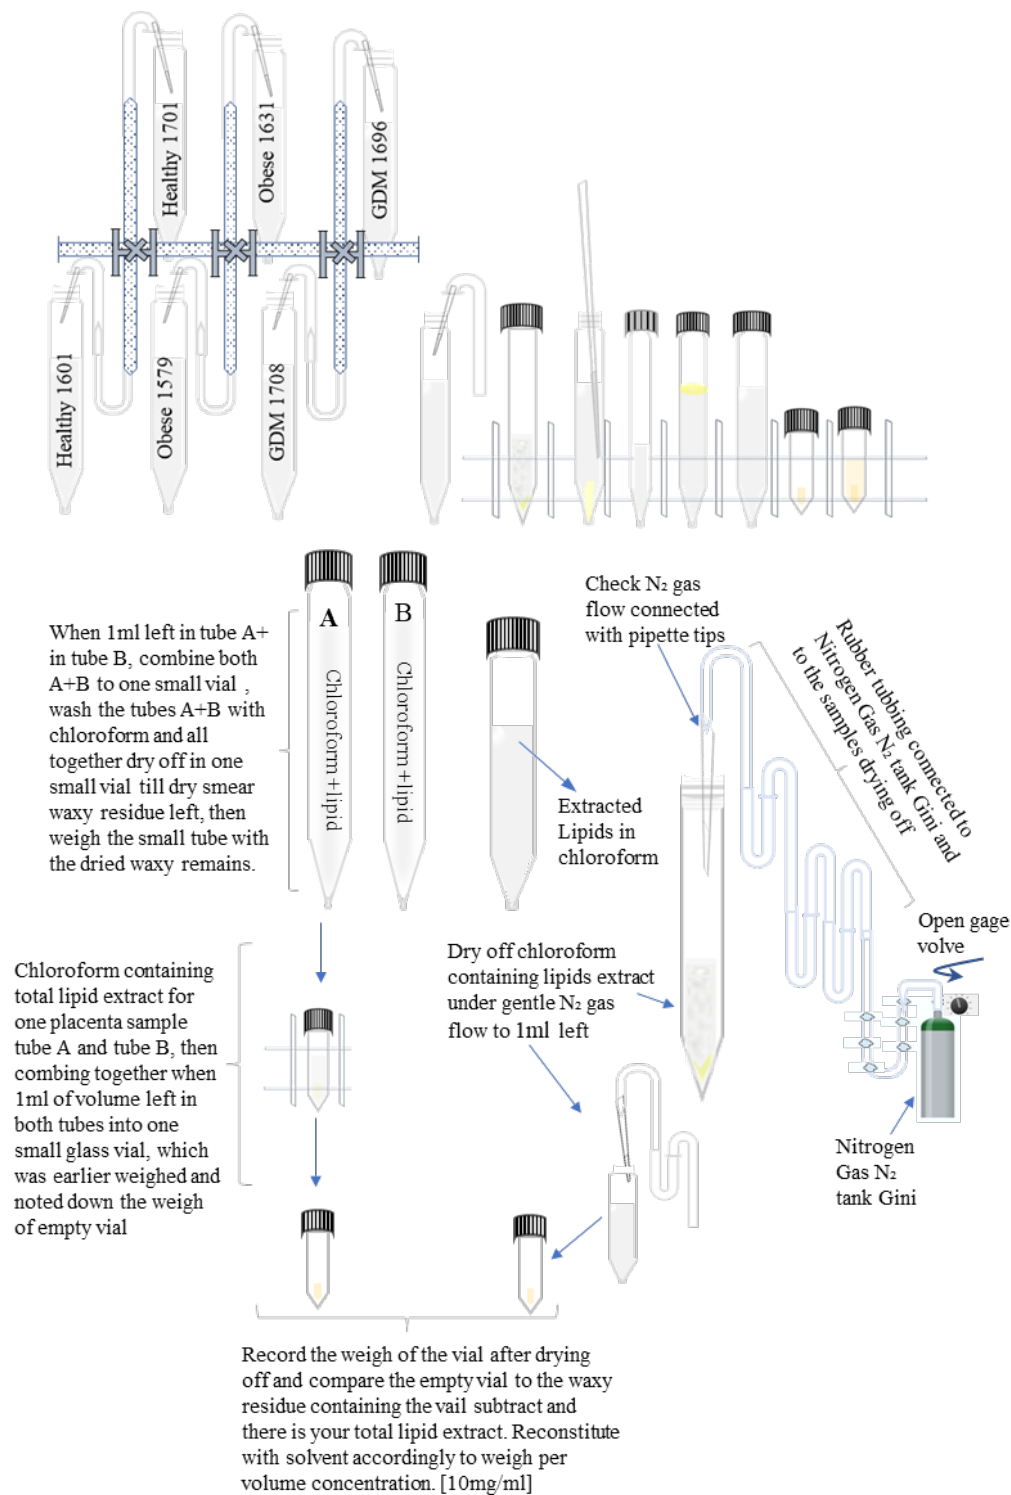 Healthy 1701
Obese 1631
GDM 1696
Healthy 1601
Obese 1579
GDM 1708
When 1ml left in tube A+
in tube B, combine both
A+B to one small vial ,
wash the tubes A+B with
chloroform and all
together dry off in one
small vial till dry smear
waxy residue left, then
weigh the small tube with
the dried waxy remains.
A
Chloroform+lipid
B
Chloroform+lipid
Extracted
Lipids in
chloroform
Check N₂ gas
flow connected
with pipette tips
Rubber tubbing connected to
Nitrogen Gas N₂ tank Gini and
to the samples drying off
Open gage
volve
Dry off chloroform
containing lipids extract
under gentle N₂ gas
flow to 1ml left
Nitrogen
Gas N₂
tank Gini
Chloroform containing
total lipid extract for
one placenta sample
tube A and tube B, then
combing together when
1ml of volume left in
both tubes into one
small glass vial, which
was earlier weighed and
noted down the weigh
of empty vial
Record the weigh of the vial after drying
off and compare the empty vial to the waxy
residue containing the vail subtract and
there is your total lipid extract. Reconstitute
with solvent accordingly to weigh per
volume concentration. [10mg/ml]